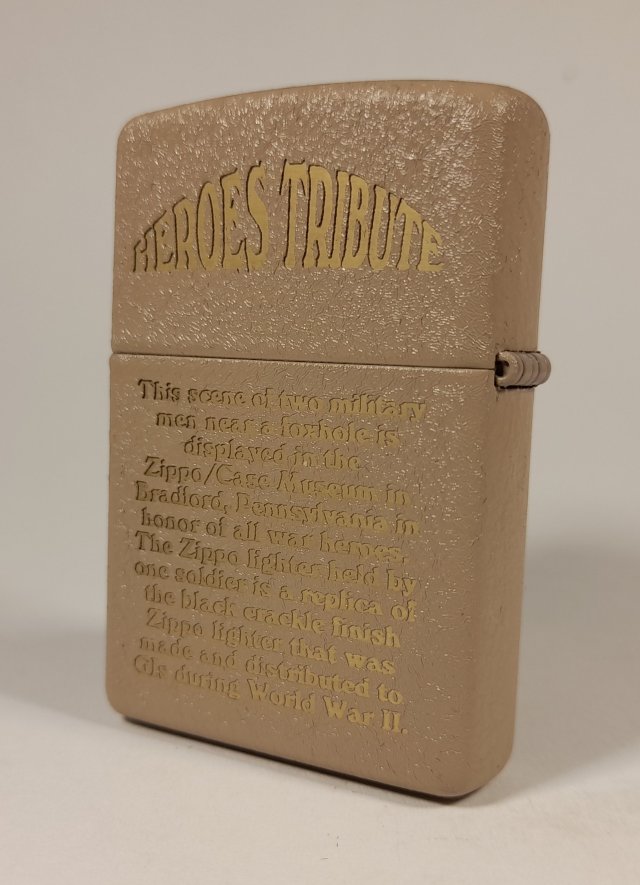 HEROES TRIBUTE
This scene of two military
men near a foxhole is
displayed in the
Zippo/Case Museum in
Bradford, Pennsylvania in
honor of all war heroes.
The Zippo lighter held by
one soldier is a replica of
the black crackle finish
Zippo lighter that was
made and distributed to
GIs during World War II.